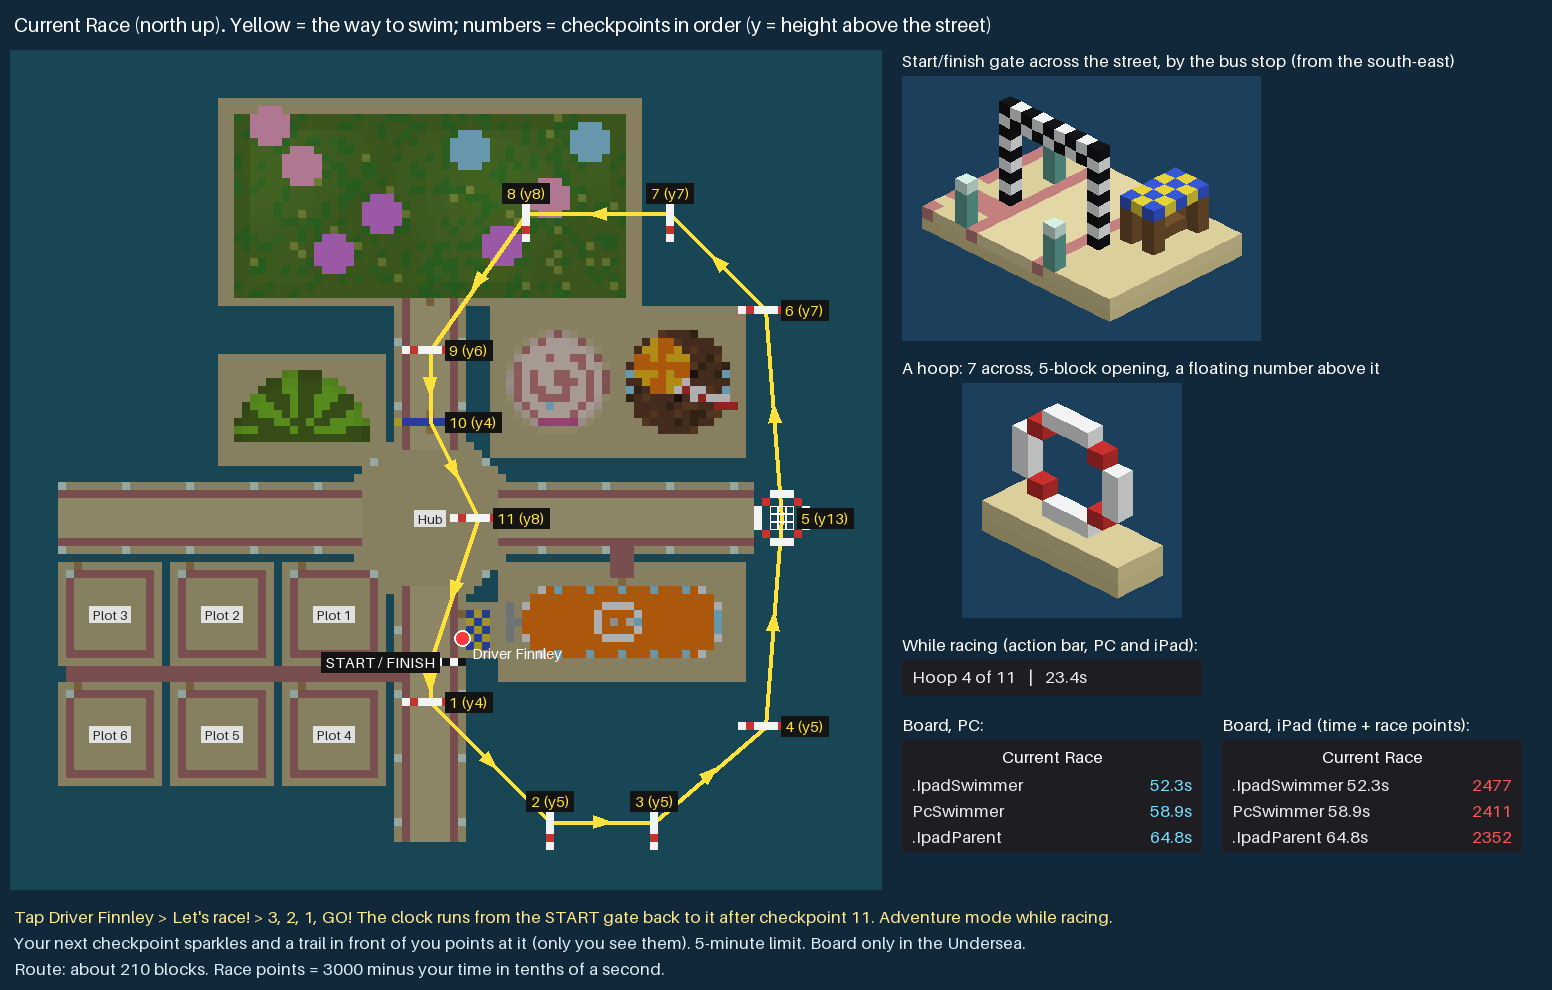 Current Race (north up). Yellow = the way to swim; numbers = checkpoints in order (y = height above the street)
8 (y8)
7 (y7)
6 (y7)
9 (y6)
10 (y4)
Hub
11 (y8)
5 (y13)
Plot 3
Plot 2
Plot 1
Driver Finnley
START / FINISH
1 (y4)
4 (y5)
Plot 6
Plot 5
Plot 4
2 (y5)
3 (y5)
Start/finish gate across the street, by the bus stop (from the south-east)
A hoop: 7 across, 5-block opening, a floating number above it
While racing (action bar, PC and iPad):
Hoop 4 of 11 | 23.4s
Board, PC:
Current Race
.IpadSwimmer 52.3s
PcSwimmer 58.9s
.IpadParent 64.8s
Board, iPad (time + race points):
Current Race
.IpadSwimmer 52.3s 2477
PcSwimmer 58.9s 2411
.IpadParent 64.8s 2352
Tap Driver Finnley > Let's race! > 3, 2, 1, GO! The clock runs from the START gate back to it after checkpoint 11. Adventure mode while racing.
Your next checkpoint sparkles and a trail in front of you points at it (only you see them). 5-minute limit. Board only in the Undersea.
Route: about 210 blocks. Race points = 3000 minus your time in tenths of a second.